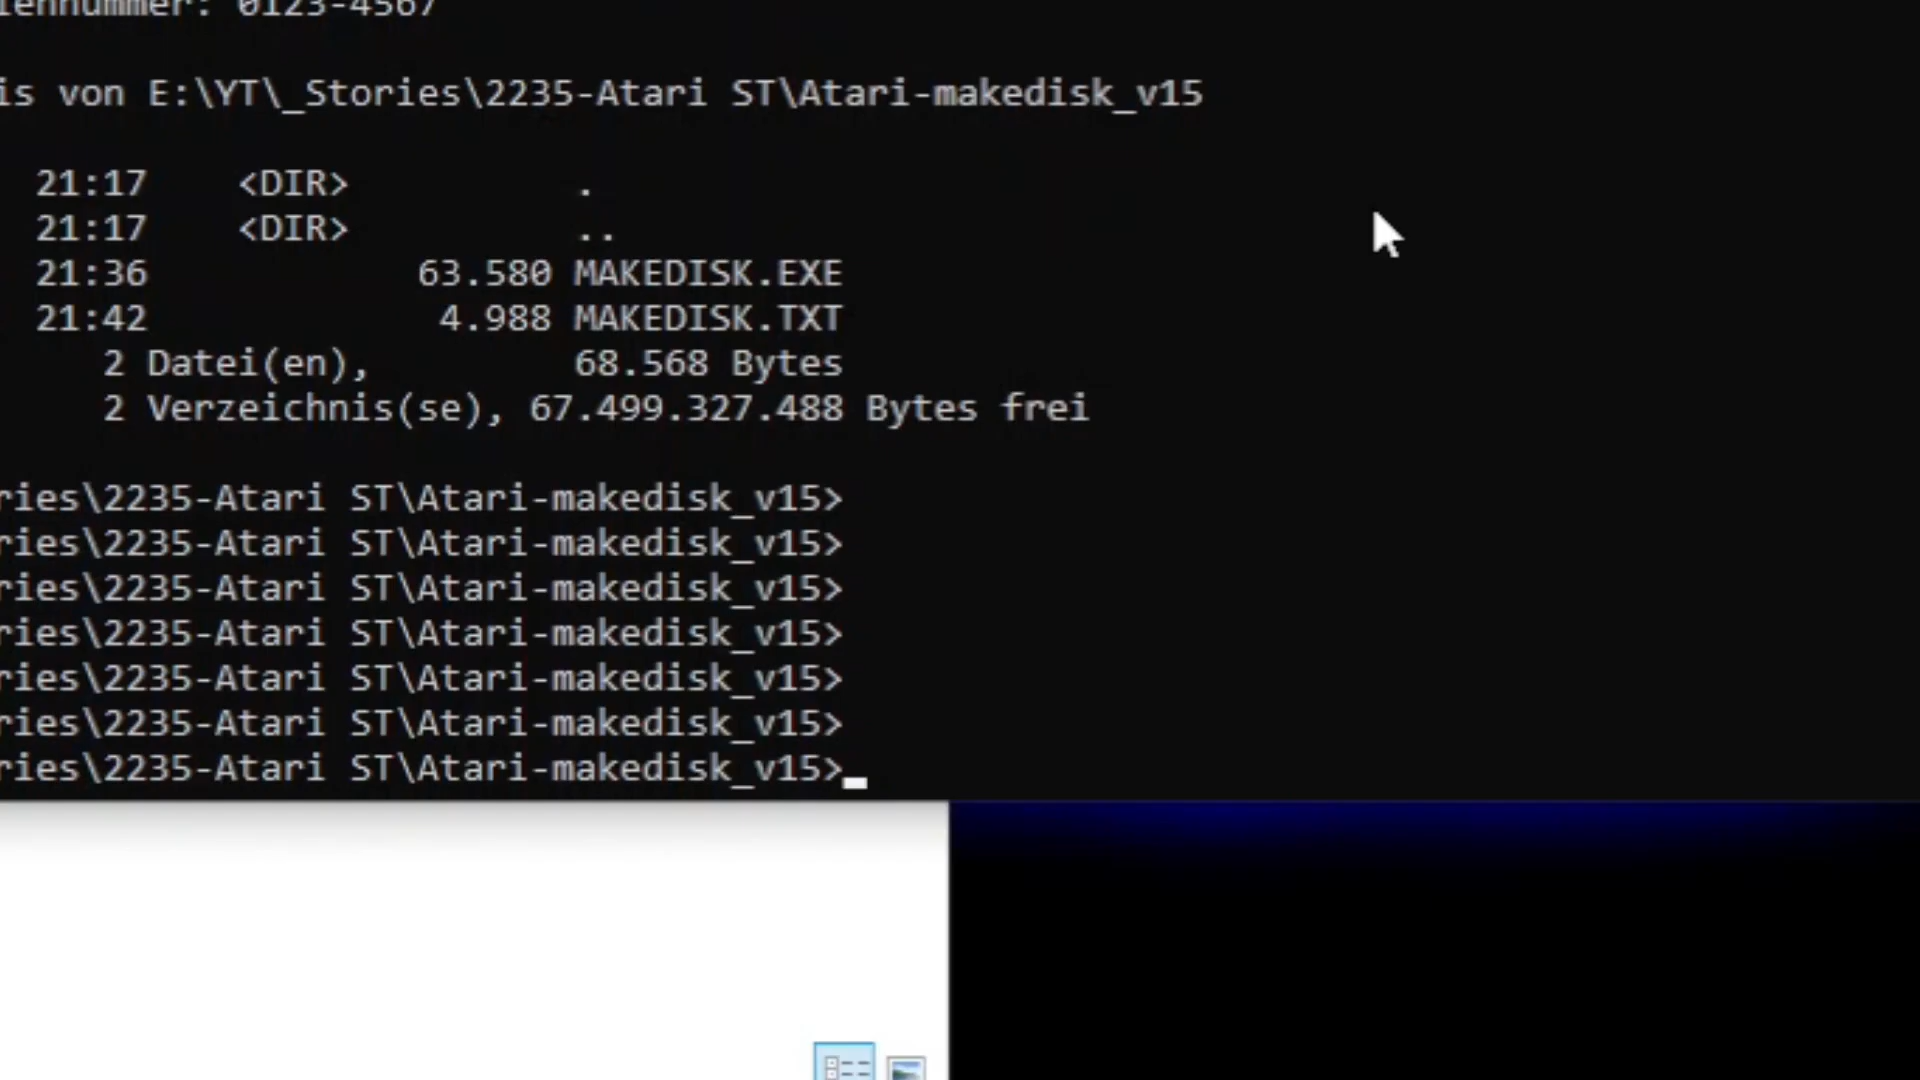 iennummer: 0123-4567
is von E:\YT\_Stories\2235-Atari ST\Atari-makedisk_v15
21:17 <DIR> .
21:17 <DIR> ..
21:36 63.580 MAKEDISK.EXE
21:42 4.988 MAKEDISK.TXT
2 Datei(en), 68.568 Bytes
2 Verzeichnis(se), 67.499.327.488 Bytes frei
ries\2235-Atari ST\Atari-makedisk_v15>
ries\2235-Atari ST\Atari-makedisk_v15>
ries\2235-Atari ST\Atari-makedisk_v15>
ries\2235-Atari ST\Atari-makedisk_v15>
ries\2235-Atari ST\Atari-makedisk_v15>
ries\2235-Atari ST\Atari-makedisk_v15>
ries\2235-Atari ST\Atari-makedisk_v15>